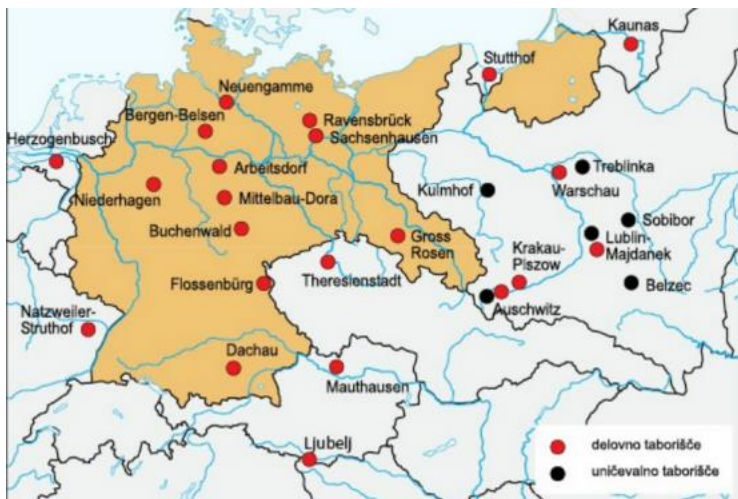 Kaunas
Stutthof
Neuengamme
Bergen-Belsen
Ravensbrück
Sachsenhausen
Herzogenbusch
Arbeitsdorf
Treblinka
Warschau
Kulmhof
Niederhagen
Mittelbau-Dora
Sobibor
Buchenwald
Gross
Rosen
Lublin-
Majdanek
Krakau-
Plszow
Flossenbürg
Theresienstadt
Auschwitz
Belzec
Natzweiler-
Struthof
Dachau
Mauthausen
Ljubelj
delovno taborišče
uničevalno taborišče